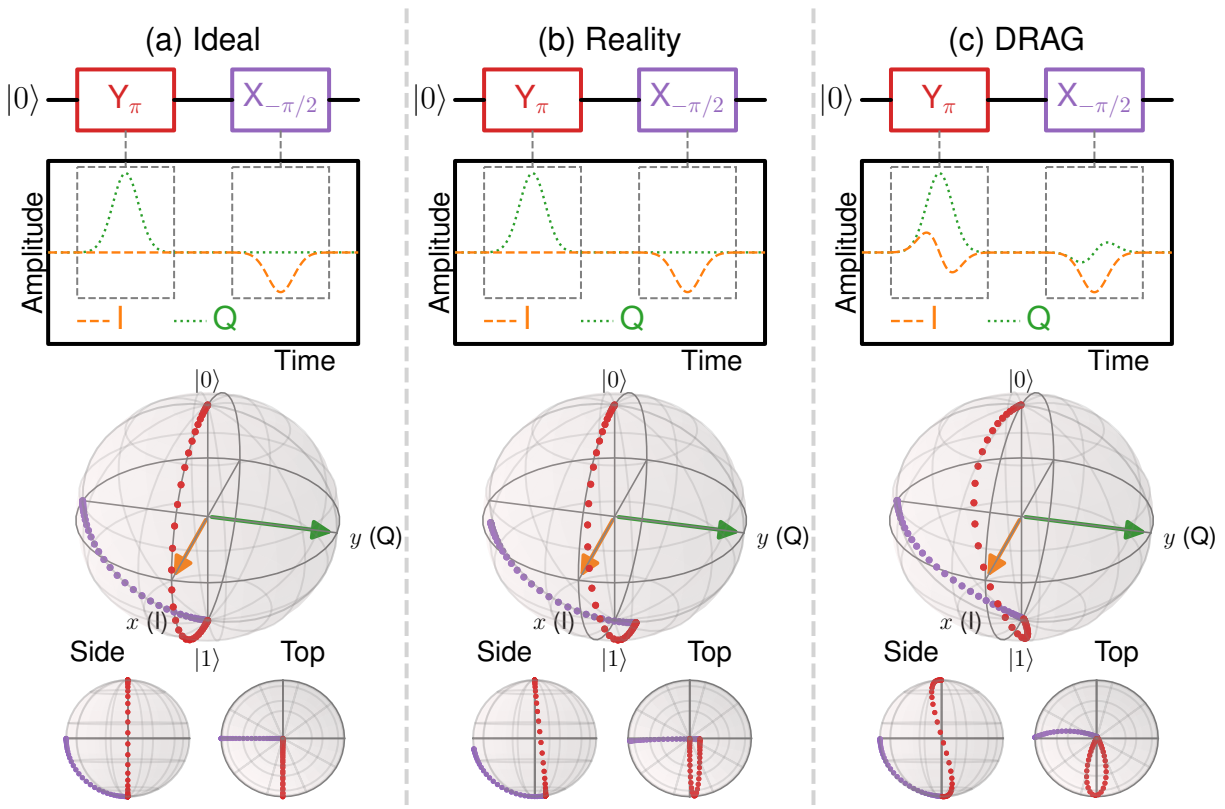 (a) Ideal
|0⟩ Y_π X_{−π/2}
Amplitude
I Q
Time
|0⟩
y (Q)
x (I)
|1⟩
Side Top
(b) Reality
|0⟩ Y_π X_{−π/2}
Amplitude
I Q
Time
|0⟩
y (Q)
x (I)
|1⟩
Side Top
(c) DRAG
|0⟩ Y_π X_{−π/2}
Amplitude
I Q
Time
|0⟩
y (Q)
x (I)
|1⟩
Side Top